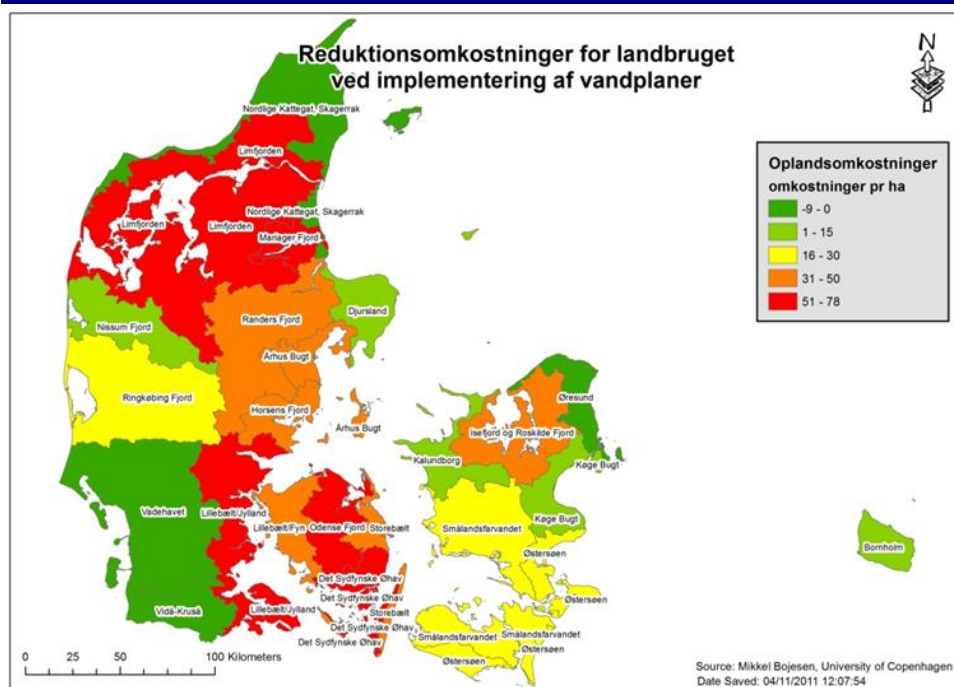 Reduktionsomkostninger for landbruget
ved implementering af vandplaner
N
Nordlige Kattegat, Skagerrak
Limfjorden
Oplandsomkostninger
omkostninger pr ha
-9 - 0
1 - 15
16 - 30
31 - 50
51 - 78
Limfjorden
Limfjorden
Nordlige Kattegat, Skagerrak
Mariager Fjord
Nissum Fjord
Randers Fjord
Djursland
Århus Bugt
Ringkøbing Fjord
Horsens Fjord
Århus Bugt
Øresund
Isefjord og Roskilde Fjord
Kalundborg
Køge Bugt
Vadehavet
Lillebælt/Jylland
Lillebælt/Fyn
Odense Fjord
Storebælt
Smålandsfarvandet
Køge Bugt
Østersøen
Bornholm
Det Sydfynske Øhav
Det Sydfynske Øhav
Østersøen
Vidå-Kruså
Lillebælt/Jylland
Storebælt
Det Sydfynske Øhav
Det Sydfynske Øhav
Smålandsfarvandet
Smålandsfarvandet
Østersøen
Østersøen
0 25 50 100 Kilometers
Source: Mikkel Bojesen, University of Copenhagen
Date Saved: 04/11/2011 12:07:54